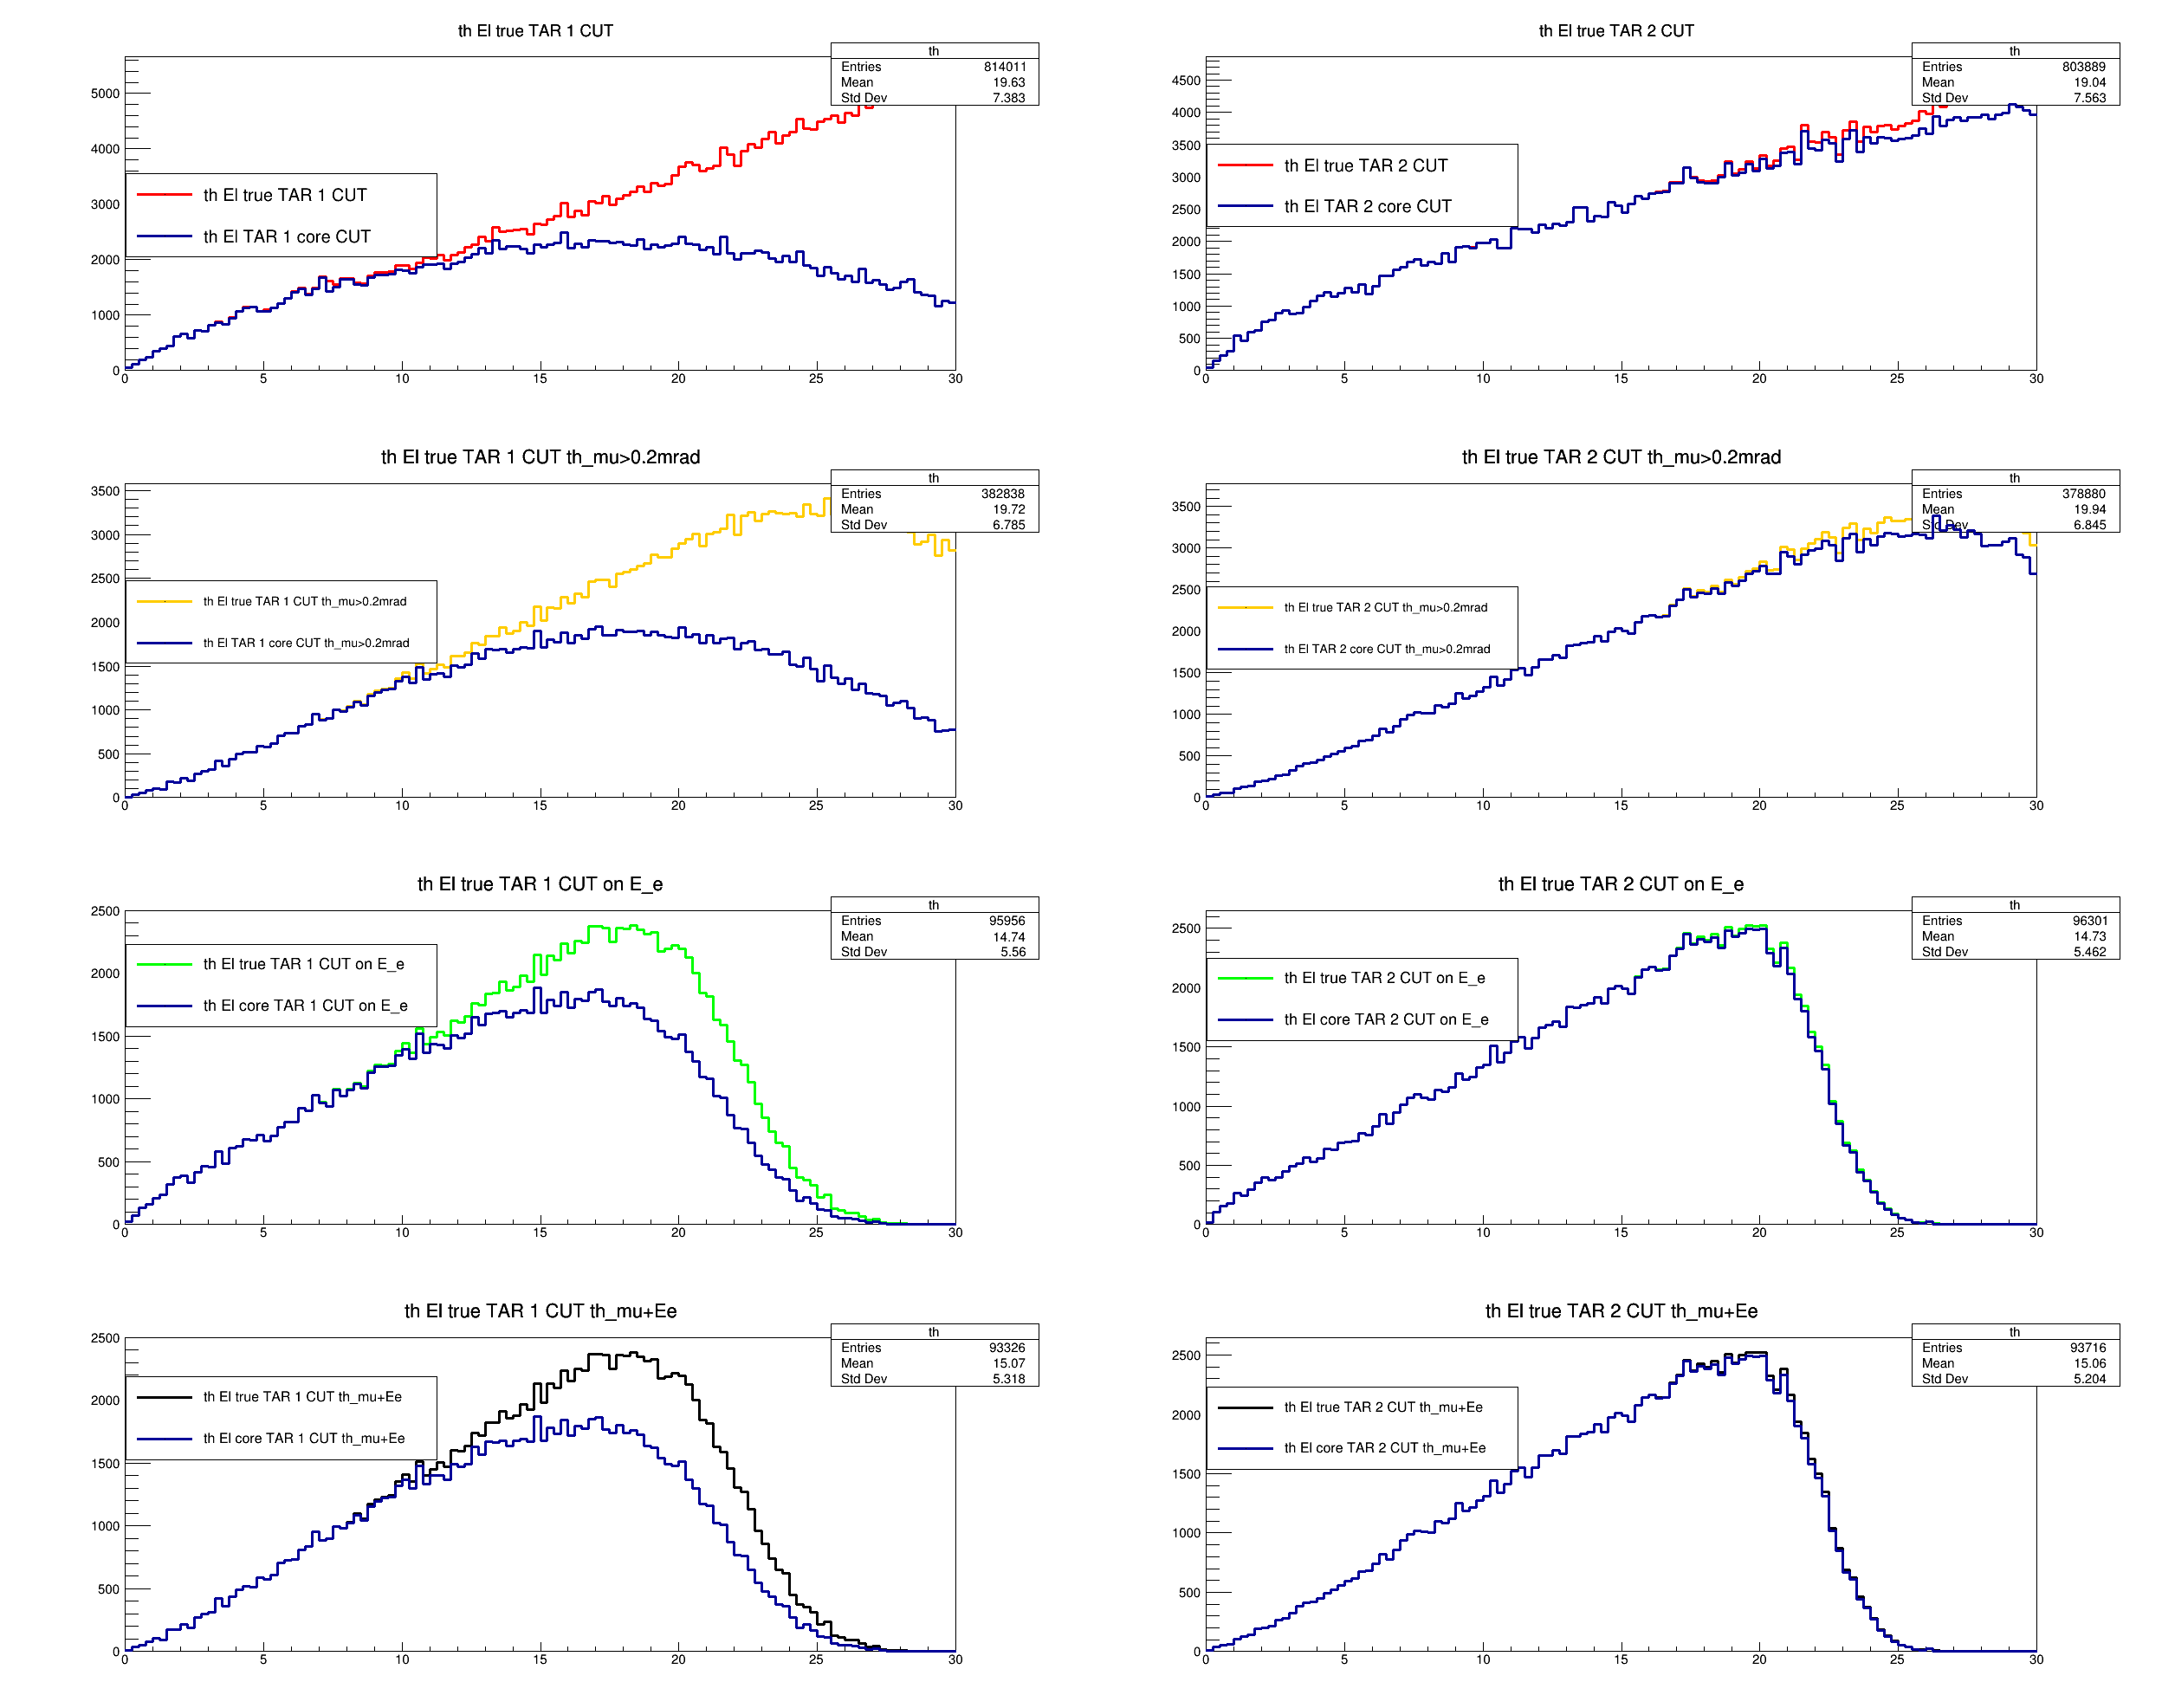 th El true TAR 1 CUT
th
Entries 814011
Mean 19.63
Std Dev 7.383
5000
4000
3000
2000
1000
0
th El true TAR 1 CUT
th El TAR 1 core CUT
0 5 10 15 20 25 30
th El true TAR 2 CUT
th
Entries 803889
Mean 19.04
Std Dev 7.563
4500
4000
3500
3000
2500
2000
1500
1000
500
0
th El true TAR 2 CUT
th El TAR 2 core CUT
0 5 10 15 20 25 30
th El true TAR 1 CUT th_mu>0.2mrad
th
Entries 382838
Mean 19.72
Std Dev 6.785
3500
3000
2500
2000
1500
1000
500
0
th El true TAR 1 CUT th_mu>0.2mrad
th El TAR 1 core CUT th_mu>0.2mrad
0 5 10 15 20 25 30
th El true TAR 2 CUT th_mu>0.2mrad
th
Entries 378880
Mean 19.94
Std Dev 6.845
3500
3000
2500
2000
1500
1000
500
0
th El true TAR 2 CUT th_mu>0.2mrad
th El TAR 2 core CUT th_mu>0.2mrad
0 5 10 15 20 25 30
th El true TAR 1 CUT on E_e
th
Entries 95956
Mean 14.74
Std Dev 5.56
2500
2000
1500
1000
500
0
th El true TAR 1 CUT on E_e
th El core TAR 1 CUT on E_e
0 5 10 15 20 25 30
th El true TAR 2 CUT on E_e
th
Entries 96301
Mean 14.73
Std Dev 5.462
2500
2000
1500
1000
500
0
th El true TAR 2 CUT on E_e
th El core TAR 2 CUT on E_e
0 5 10 15 20 25 30
th El true TAR 1 CUT th_mu+Ee
th
Entries 93326
Mean 15.07
Std Dev 5.318
2500
2000
1500
1000
500
0
th El true TAR 1 CUT th_mu+Ee
th El core TAR 1 CUT th_mu+Ee
0 5 10 15 20 25 30
th El true TAR 2 CUT th_mu+Ee
th
Entries 93716
Mean 15.06
Std Dev 5.204
2500
2000
1500
1000
500
0
th El true TAR 2 CUT th_mu+Ee
th El core TAR 2 CUT th_mu+Ee
0 5 10 15 20 25 30